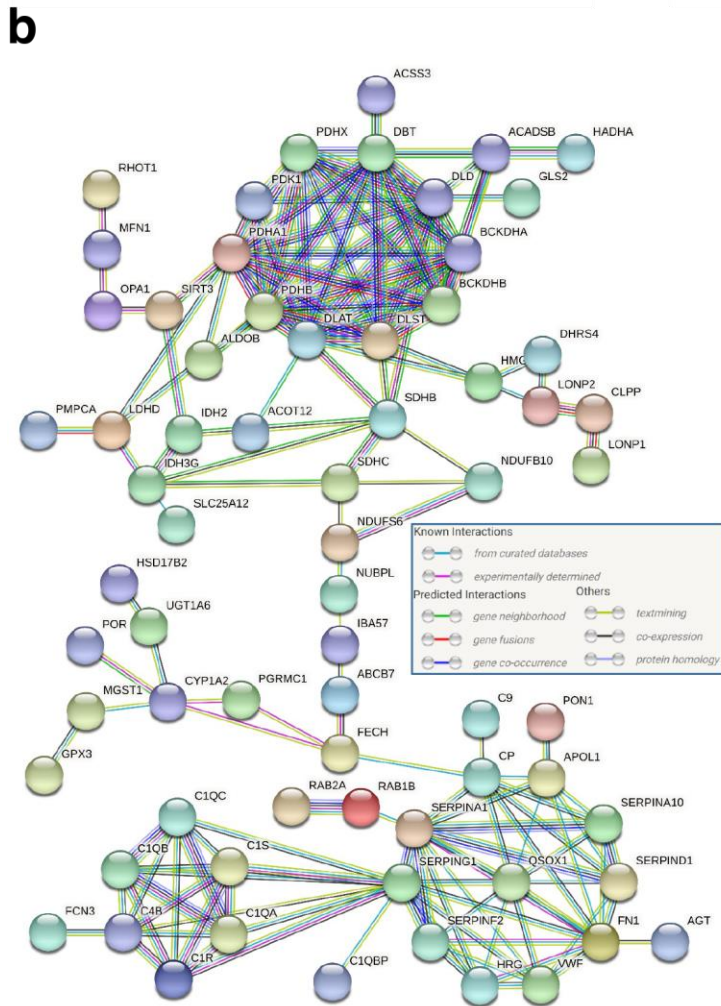 b
ACSS3
PDHX
DBT
ACADSB
HADHA
RHOT1
PDK1
DLD
GLS2
MFN1
PDHA1
BCKDHA
OPA1
SIRT3
PDHB
BCKDHB
DLAT
DLST
ALDOB
HMG
DHRS4
LONP2
CLPP
PMPCA
LDHD
IDH2
ACOT12
SDHB
LONP1
IDH3G
SDHC
NDUFB10
SLC25A12
NDUFS6
HSD17B2
NUBPL
UGT1A6
POR
IBA57
MGST1
CYP1A2
PGRMC1
ABCB7
GPX3
FECH
C9
PON1
CP
APOL1
RAB2A
RAB1B
SERPINA1
SERPINA10
C1QC
C1QB
C1S
SERPING1
QSOX1
SERPIND1
FCN3
C4B
C1QA
SERPINF2
FN1
AGT
C1R
C1QBP
HRG
VWF
Known Interactions
from curated databases
experimentally determined
Predicted Interactions
gene neighborhood
gene fusions
gene co-occurrence
Others
textmining
co-expression
protein homology